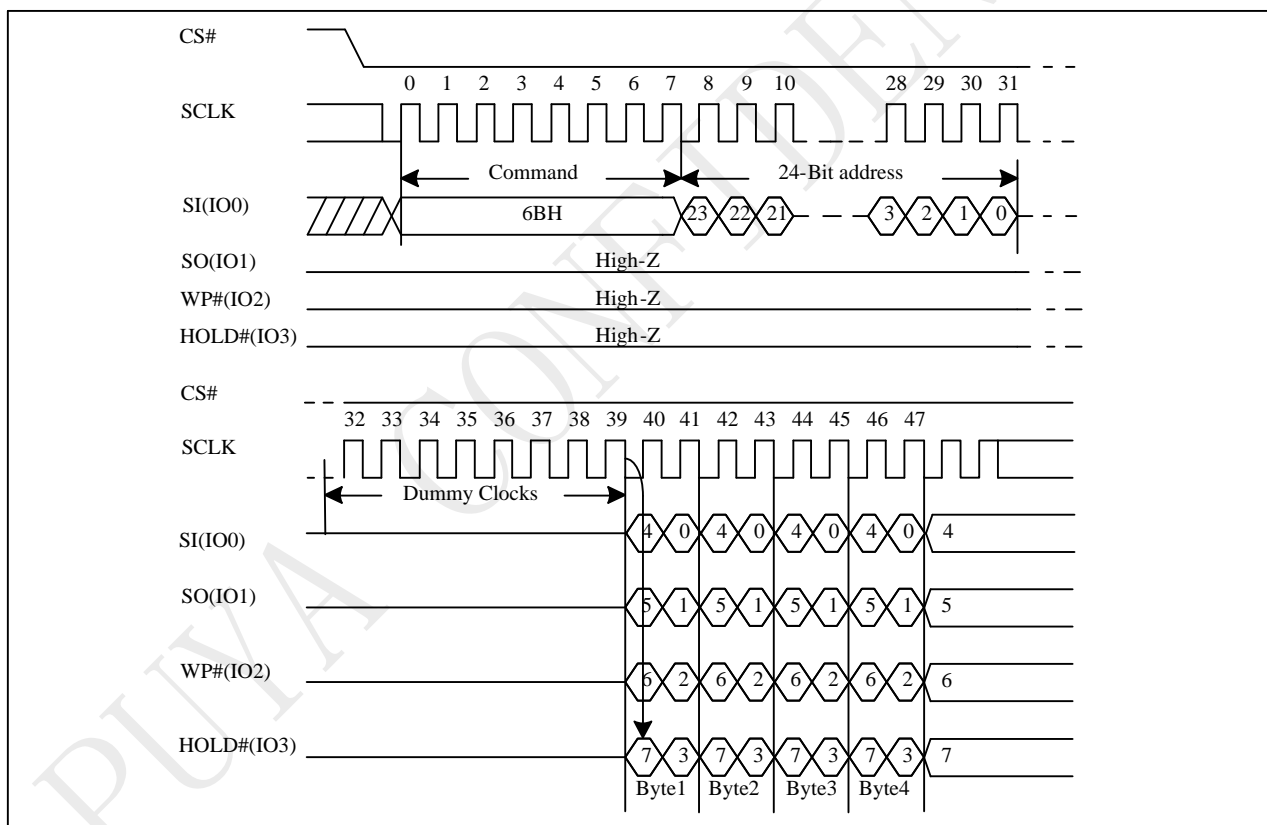 CS#
0 1 2 3 4 5 6 7 8 9 10 28 29 30 31
SCLK
Command 24-Bit address
SI(IO0) 6BH 23 22 21 3 2 1 0
SO(IO1) High-Z
WP#(IO2) High-Z
HOLD#(IO3) High-Z
CS#
32 33 34 35 36 37 38 39 40 41 42 43 44 45 46 47
SCLK
Dummy Clocks
SI(IO0) 4 0 4 0 4 0 4 0 4
SO(IO1) 5 1 5 1 5 1 5 1 5
WP#(IO2) 6 2 6 2 6 2 6 2 6
HOLD#(IO3) 7 3 7 3 7 3 7 3 7
Byte1 Byte2 Byte3 Byte4
PUYA CONFIDEN